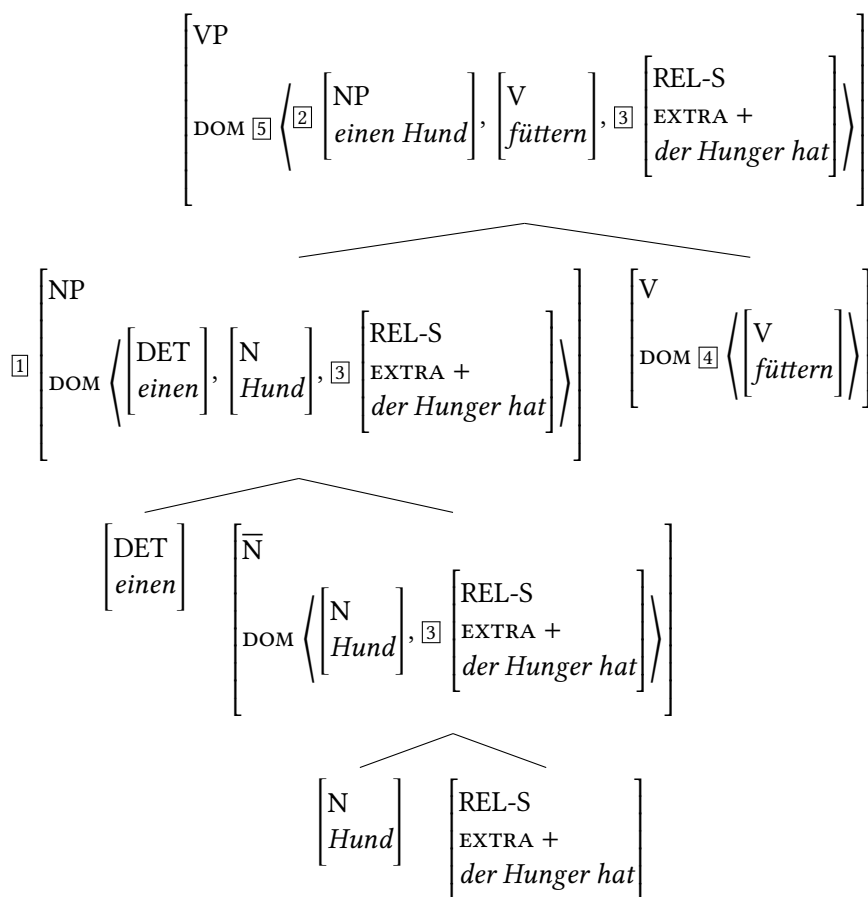 VP
DOM 5 ⟨ 2 [NP einen Hund], [V füttern], 3 [REL-S EXTRA + der Hunger hat] ⟩
1 NP
DOM ⟨ [DET einen], [N Hund], 3 [REL-S EXTRA + der Hunger hat] ⟩
V
DOM 4 ⟨ [V füttern] ⟩
DET
einen
N̅
DOM ⟨ [N Hund], 3 [REL-S EXTRA + der Hunger hat] ⟩
N
Hund
REL-S
EXTRA +
der Hunger hat